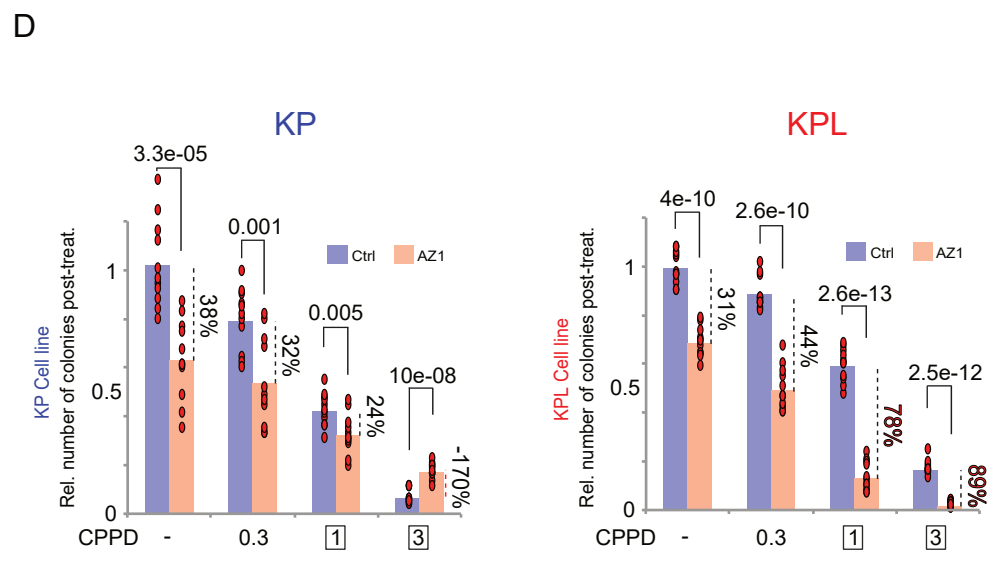 D
KP
3.3e-05
0.001
0.005
10e-08
Ctrl
AZ1
38%
32%
24%
-170%
KP Cell line
Rel. number of colonies post-treat.
1
0.5
0
CPPD - 0.3 1 3
KPL
4e-10
2.6e-10
2.6e-13
2.5e-12
Ctrl
AZ1
31%
44%
78%
89%
KPL Cell line
Rel. number of colonies post-treat.
1
0.5
0
- 0.3 1 3